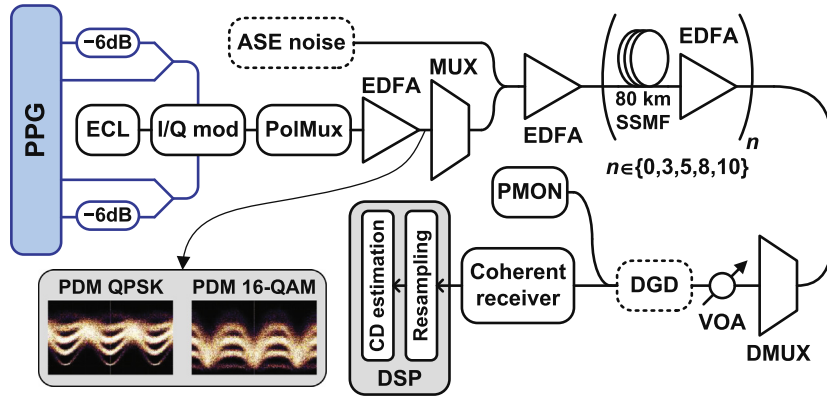 PPG
−6dB
−6dB
ECL
I/Q mod
PolMux
EDFA
MUX
ASE noise
EDFA
80 km
SSMF
EDFA
n
n∈{0,3,5,8,10}
PMON
DMUX
VOA
DGD
Coherent
receiver
Resampling
CD estimation
DSP
PDM QPSK
PDM 16-QAM